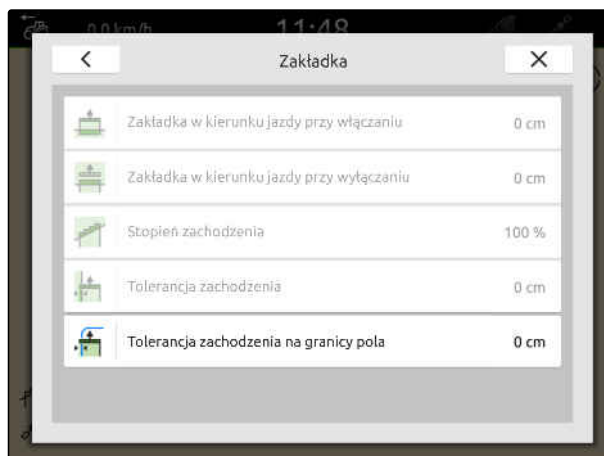 0.0 km/h 11:48
Zakładka
Zakładka w kierunku jazdy przy włączaniu 0 cm
Zakładka w kierunku jazdy przy wyłączaniu 0 cm
Stopień zachodzenia 100 %
Tolerancja zachodzenia 0 cm
Tolerancja zachodzenia na granicy pola 0 cm